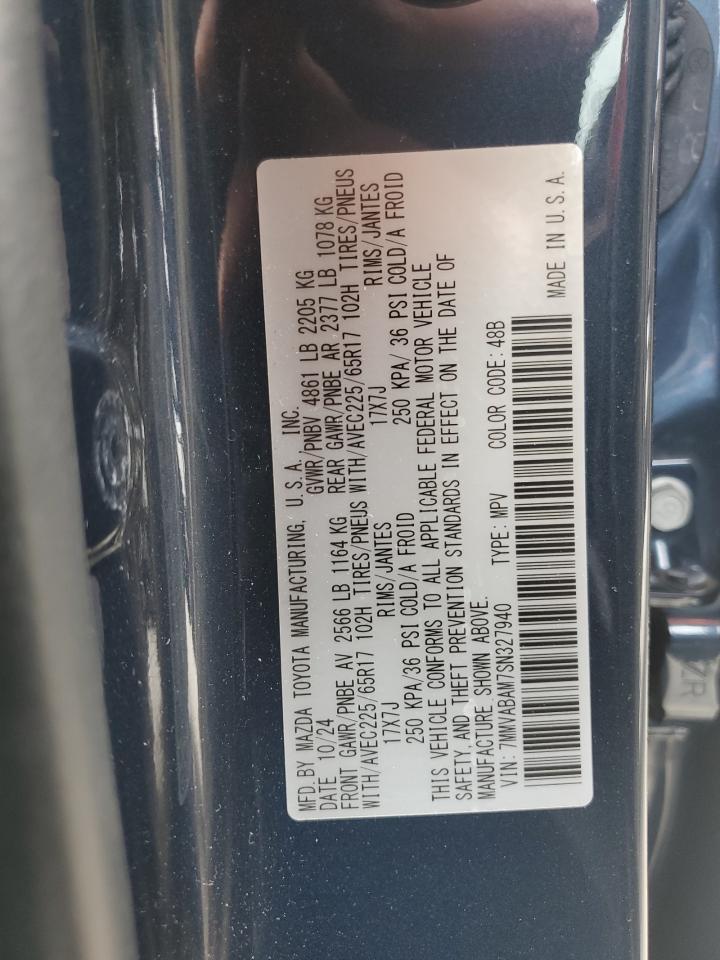 MFD. BY MAZDA TOYOTA MANUFACTURING, U.S.A. INC.
DATE 10/24 GVWR/PNBV 4861 LB 2205 KG
FRONT GAWR/PNBE AV 2566 LB 1164 KG REAR GAWR/PNBE AR 2377 LB 1078 KG
WITH/AVEC225/65R17 102H TIRES/PNEUS WITH/AVEC225/65R17 102H TIRES/PNEUS
17X7J RIMS/JANTES 17X7J RIMS/JANTES
250 KPA/36 PSI COLD/A FROID 250 KPA/ 36 PSI COLD/A FROID
THIS VEHICLE CONFORMS TO ALL APPLICABLE FEDERAL MOTOR VEHICLE
SAFETY, AND THEFT PREVENTION STANDARDS IN EFFECT ON THE DATE OF
MANUFACTURE SHOWN ABOVE.
VIN: 7MMVABAM7SN327940 TYPE: MPV COLOR CODE: 48B
MADE IN U.S.A.
ZR